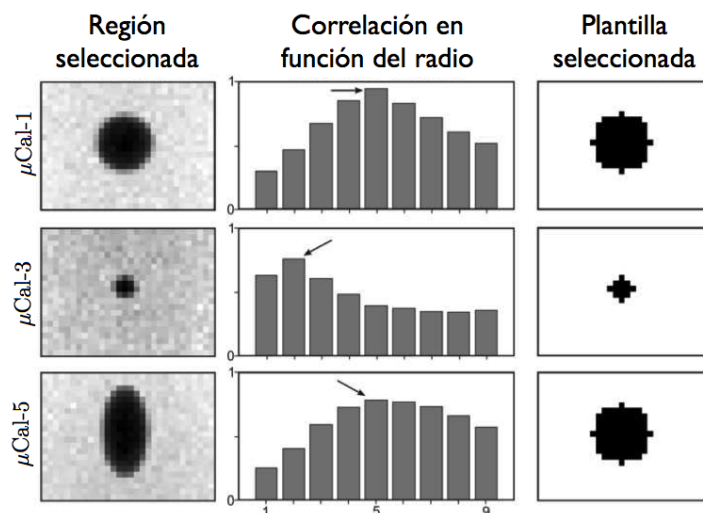 Región
seleccionada
Correlación en
función del radio
Plantilla
seleccionada
µCal-1
1
0
µCal-3
1
0
µCal-5
1
0
1
5
9